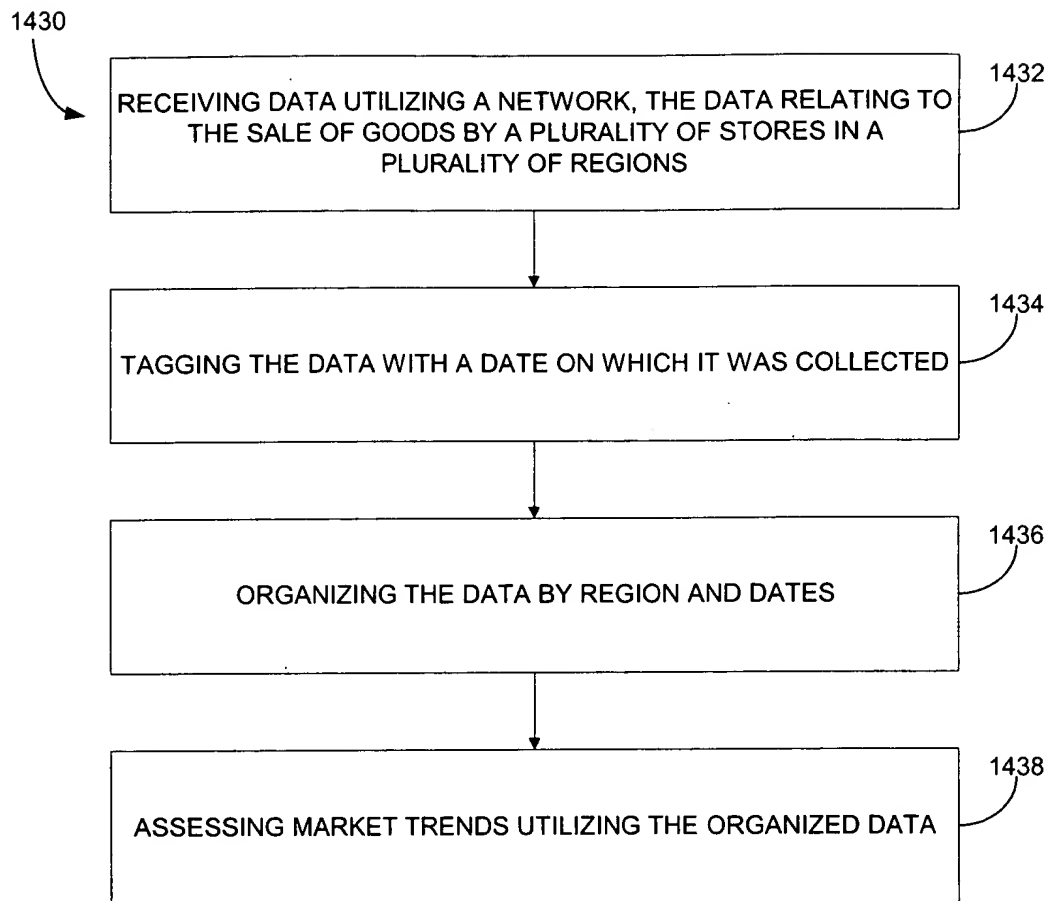 1430
1432
RECEIVING DATA UTILIZING A NETWORK, THE DATA RELATING TO
THE SALE OF GOODS BY A PLURALITY OF STORES IN A
PLURALITY OF REGIONS
1434
TAGGING THE DATA WITH A DATE ON WHICH IT WAS COLLECTED
1436
ORGANIZING THE DATA BY REGION AND DATES
1438
ASSESSING MARKET TRENDS UTILIZING THE ORGANIZED DATA